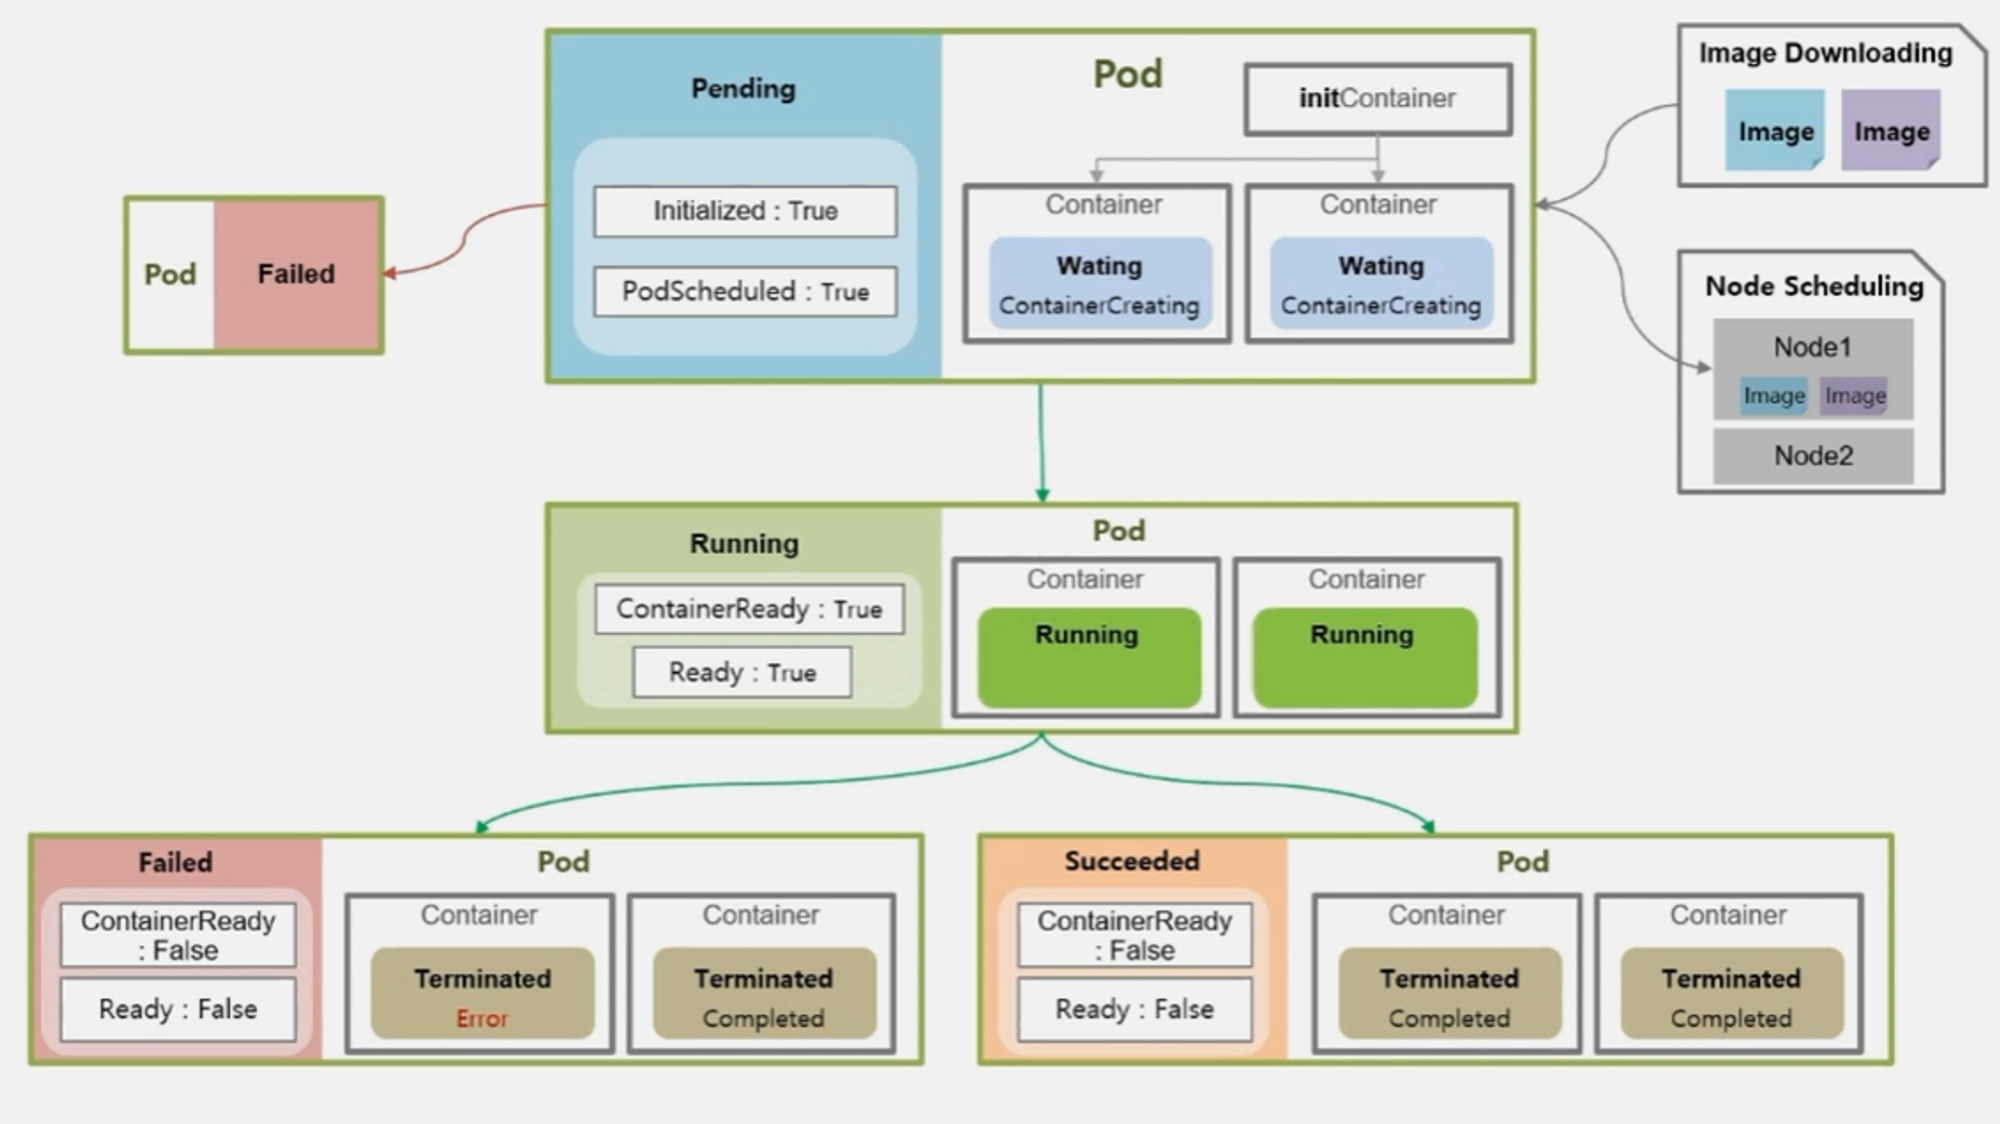 Pending
Pod
initContainer
Image Downloading
Image
Image
Initialized : True
PodScheduled : True
Container
Wating
ContainerCreating
Container
Wating
ContainerCreating
Pod
Failed
Node Scheduling
Node1
Image
Image
Node2
Running
Pod
ContainerReady : True
Ready : True
Container
Running
Container
Running
Failed
Pod
ContainerReady
: False
Ready : False
Container
Terminated
Error
Container
Terminated
Completed
Succeeded
Pod
ContainerReady
: False
Ready : False
Container
Terminated
Completed
Container
Terminated
Completed